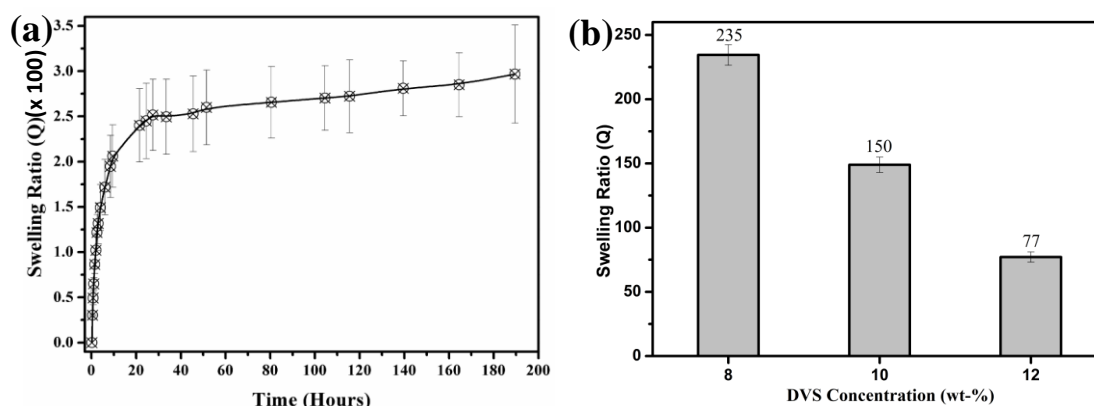 (a)
Swelling Ratio (Q)(x 100)
3.5
3.0
2.5
2.0
1.5
1.0
0.5
0.0
0 20 40 60 80 100 120 140 160 180 200
Time (Hours)
(b)
Swelling Ratio (Q)
250
200
150
100
50
0
235
150
77
8 10 12
DVS Concentration (wt-%)